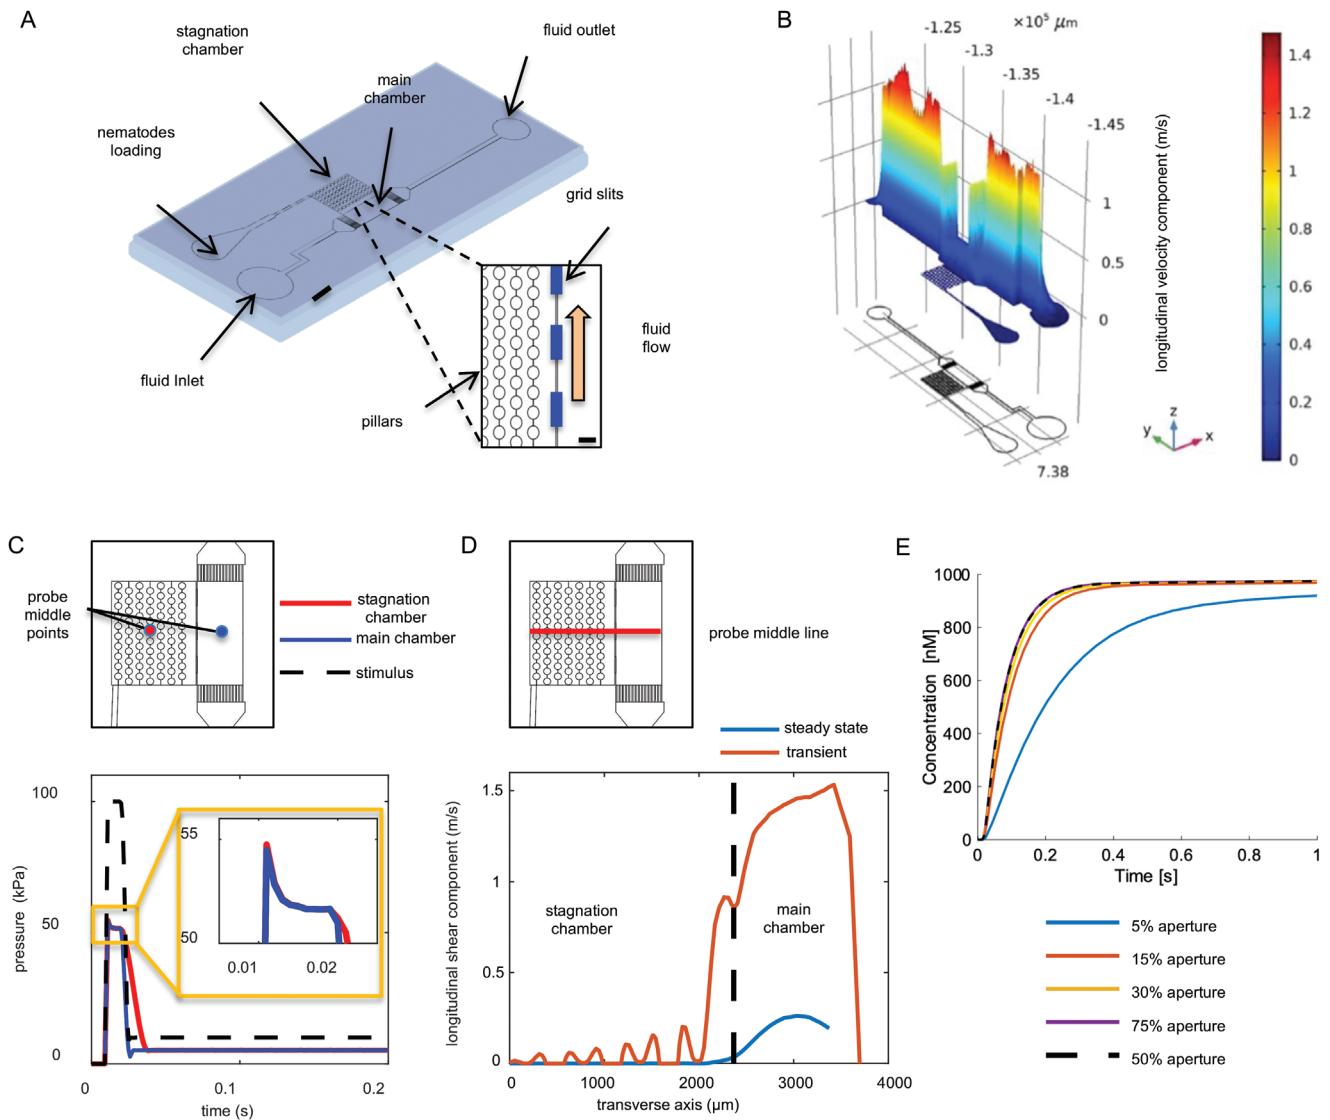 A
stagnation
chamber
fluid outlet
main
chamber
nematodes
loading
grid slits
fluid
flow
fluid Inlet
pillars
B
×10⁵ μm
-1.25
-1.3
-1.35
-1.4
-1.45
1
0.5
0
7.38
z
y
x
longitudinal velocity component (m/s)
1.4
1.2
1
0.8
0.6
0.4
0.2
0
C
probe
middle
points
stagnation
chamber
main chamber
stimulus
100
50
0
pressure (kPa)
55
50
0.01
0.02
0
0.1
0.2
time (s)
D
probe middle line
steady state
transient
longitudinal shear component (m/s)
1.5
1
0.5
0
stagnation
chamber
main
chamber
0
1000
2000
3000
4000
transverse axis (μm)
E
Concentration [nM]
1000
800
600
400
200
0
0
0.2
0.4
0.6
0.8
1
Time [s]
5% aperture
15% aperture
30% aperture
75% aperture
50% aperture